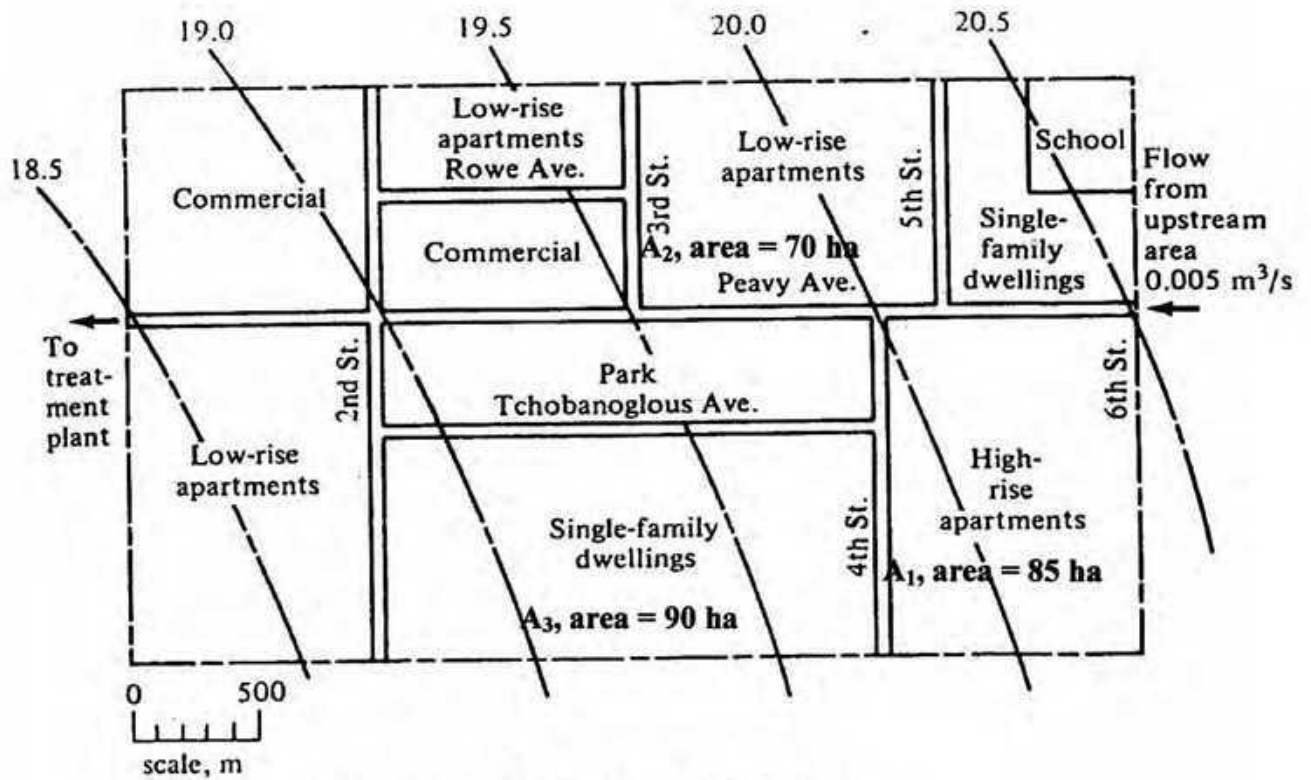 19.0
19.5
20.0
20.5
18.5
Commercial
Low-rise
apartments
Rowe Ave.
Commercial
3rd St.
Low-rise
apartments
A₂, area = 70 ha
Peavy Ave.
5th St.
School
Single-
family
dwellings
Flow
from
upstream
area
0.005 m³/s
To
treat-
ment
plant
Low-rise
apartments
2nd St.
Park
Tchobanoglous Ave.
Single-family
dwellings
A₃, area = 90 ha
4th St.
High-
rise
apartments
A₁, area = 85 ha
6th St.
0 500
scale, m